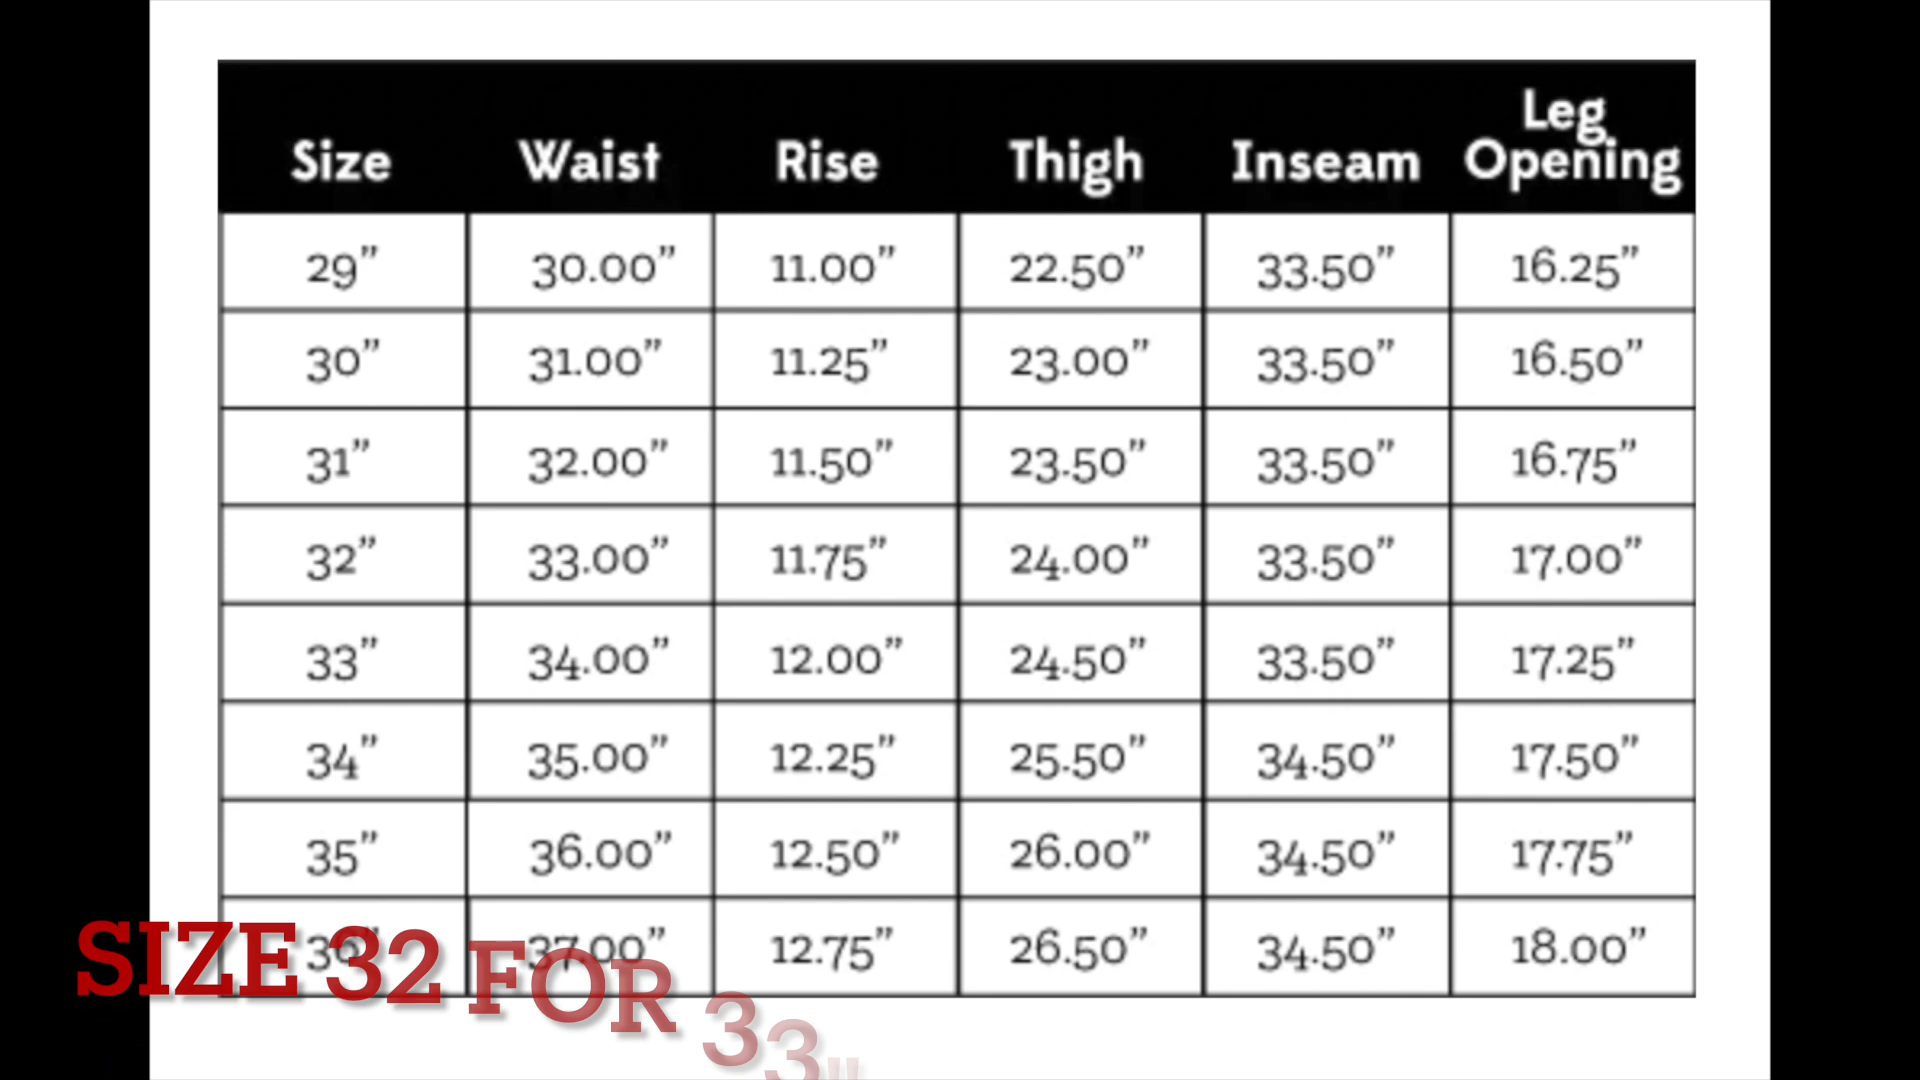 Size Waist Rise Thigh Inseam Leg Opening
29” 30.00” 11.00” 22.50” 33.50” 16.25”
30” 31.00” 11.25” 23.00” 33.50” 16.50”
31” 32.00” 11.50” 23.50” 33.50” 16.75”
32” 33.00” 11.75” 24.00” 33.50” 17.00”
33” 34.00” 12.00” 24.50” 33.50” 17.25”
34” 35.00” 12.25” 25.50” 34.50” 17.50”
35” 36.00” 12.50” 26.00” 34.50” 17.75”
36” 37.00” 12.75” 26.50” 34.50” 18.00”
SIZE 32 FOR 33"